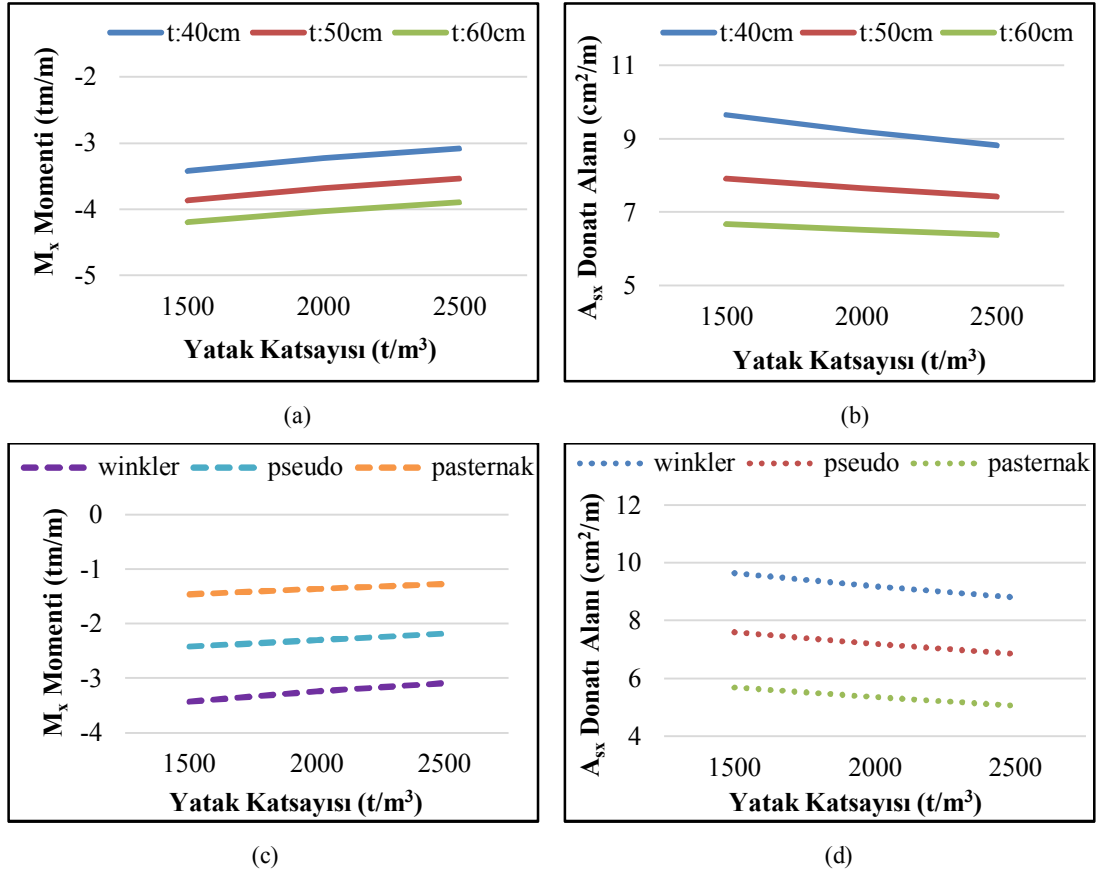 t:40cm t:50cm t:60cm
Mx Momenti (tm/m)
-2
-3
-4
-5
1500 2000 2500
Yatak Katsayısı (t/m³)
(a)
t:40cm t:50cm t:60cm
Asx Donatı Alanı (cm²/m)
11
9
7
5
1500 2000 2500
Yatak Katsayısı (t/m³)
(b)
winkler pseudo pasternak
Mx Momenti (tm/m)
0
-1
-2
-3
-4
1500 2000 2500
Yatak Katsayısı (t/m³)
(c)
winkler pseudo pasternak
Asx Donatı Alanı (cm²/m)
12
10
8
6
4
1500 2000 2500
Yatak Katsayısı (t/m³)
(d)